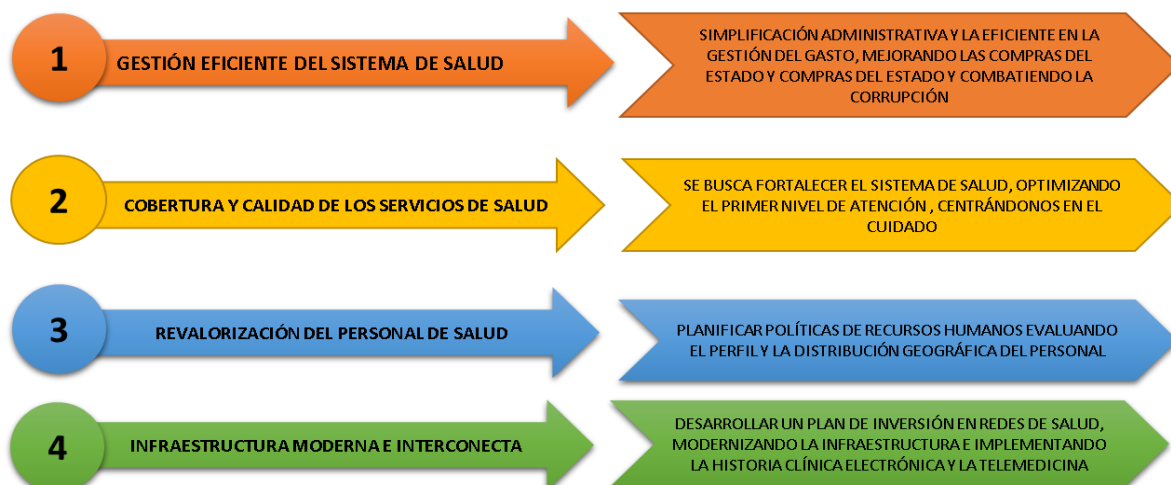 1
GESTIÓN EFICIENTE DEL SISTEMA DE SALUD
SIMPLIFICACIÓN ADMINISTRATIVA Y LA EFICIENTE EN LA
GESTIÓN DEL GASTO, MEJORANDO LAS COMPRAS DEL
ESTADO Y COMPRAS DEL ESTADO Y COMBATIENDO LA
CORRUPCIÓN
2
COBERTURA Y CALIDAD DE LOS SERVICIOS DE SALUD
SE BUSCA FORTALECER EL SISTEMA DE SALUD, OPTIMIZANDO
EL PRIMER NIVEL DE ATENCIÓN , CENTRÁNDONOS EN EL
CUIDADO
3
REVALORIZACIÓN DEL PERSONAL DE SALUD
PLANIFICAR POLÍTICAS DE RECURSOS HUMANOS EVALUANDO
EL PERFIL Y LA DISTRIBUCIÓN GEOGRÁFICA DEL PERSONAL
4
INFRAESTRUCTURA MODERNA E INTERCONECTA
DESARROLLAR UN PLAN DE INVERSIÓN EN REDES DE SALUD,
MODERNIZANDO LA INFRAESTRUCTURA E IMPLEMENTANDO
LA HISTORIA CLÍNICA ELECTRÓNICA Y LA TELEMEDICINA